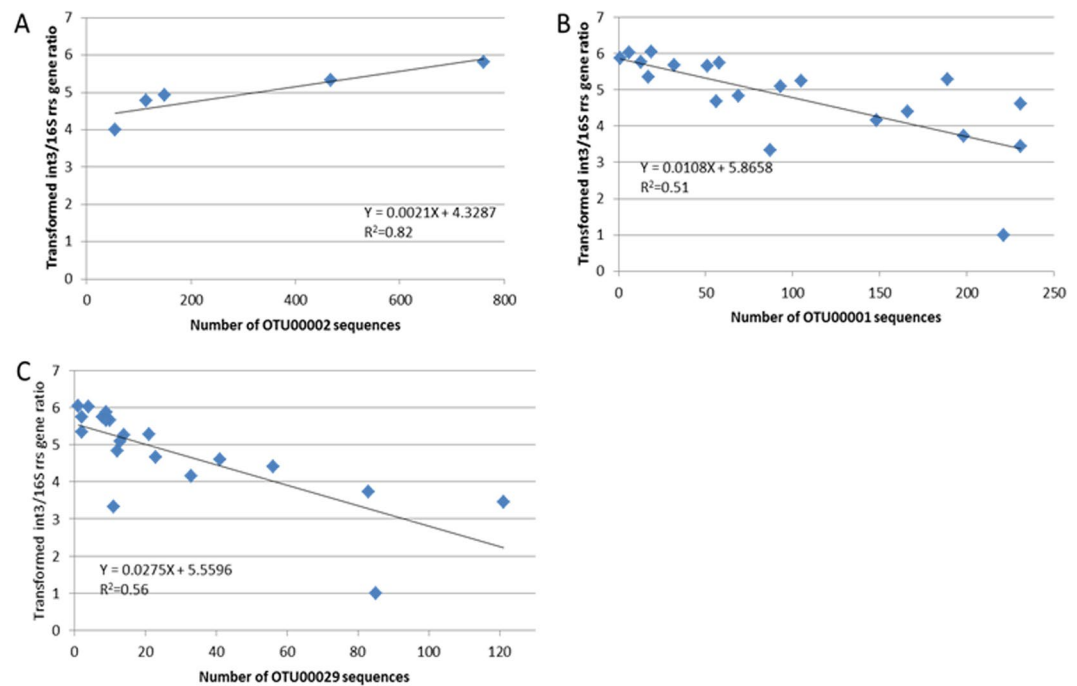 A
Transformed int3/16S rrs gene ratio
7
6
5
4
3
2
1
0
Y = 0.0021X + 4.3287
R²=0.82
0 200 400 600 800
Number of OTU00002 sequences
B
Transformed int3/16S rrs gene ratio
7
6
5
4
3
2
1
0
Y = 0.0108X + 5.8658
R²=0.51
0 50 100 150 200 250
Number of OTU00001 sequences
C
Transformed int3/16S rrs gene ratio
7
6
5
4
3
2
1
0
Y = 0.0275X + 5.5596
R²=0.56
0 20 40 60 80 100 120
Number of OTU00029 sequences